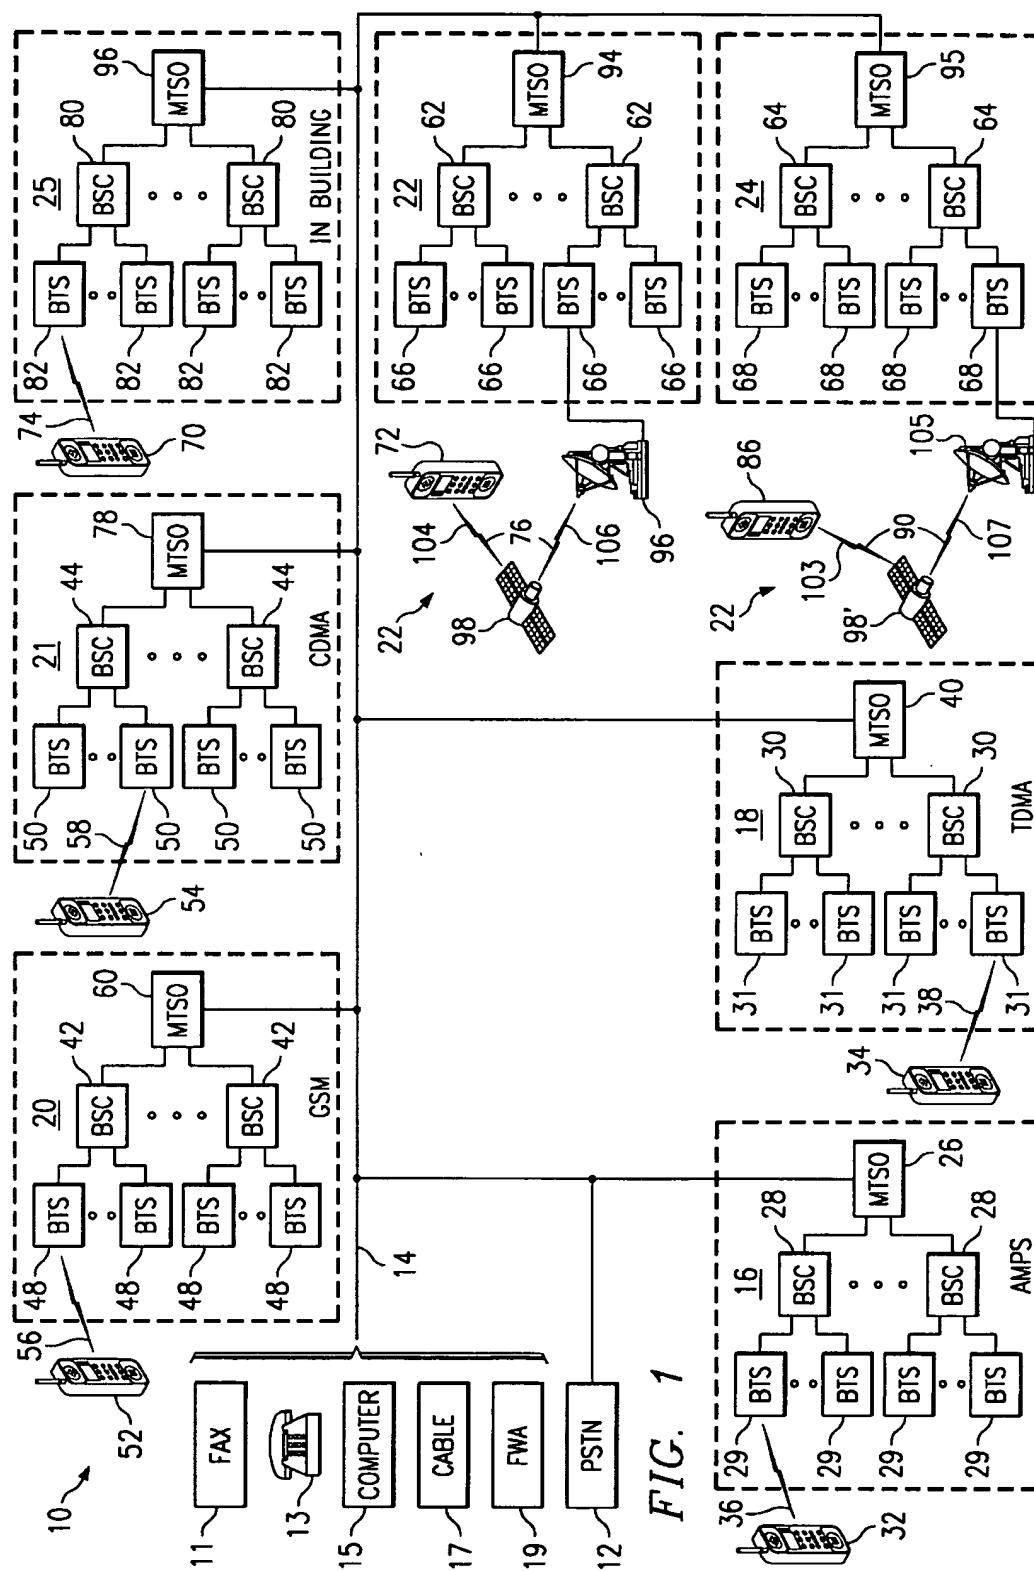 10
52
56
48
48
48
48
BTS
BTS
BTS
BTS
20
42
42
BSC
BSC
60
MTSO
GSM
54
58
50
50
50
50
BTS
BTS
BTS
BTS
21
44
44
BSC
BSC
78
MTSO
CDMA
70
74
82
82
82
82
BTS
BTS
BTS
BTS
25
80
80
BSC
BSC
96
MTSO
IN BUILDING
11
FAX
13
15
COMPUTER
17
CABLE
19
FWA
12
PSTN
14
22
98
104
76
106
72
96
66
66
66
66
BTS
BTS
BTS
BTS
22
62
62
BSC
BSC
94
MTSO
FIG. 1
32
36
29
29
29
29
BTS
BTS
BTS
BTS
16
28
28
BSC
BSC
26
MTSO
AMPS
34
38
31
31
31
31
BTS
BTS
BTS
BTS
18
30
30
BSC
BSC
40
MTSO
TDMA
22
98'
103
90
107
86
105
68
68
68
68
BTS
BTS
BTS
BTS
24
64
64
BSC
BSC
95
MTSO